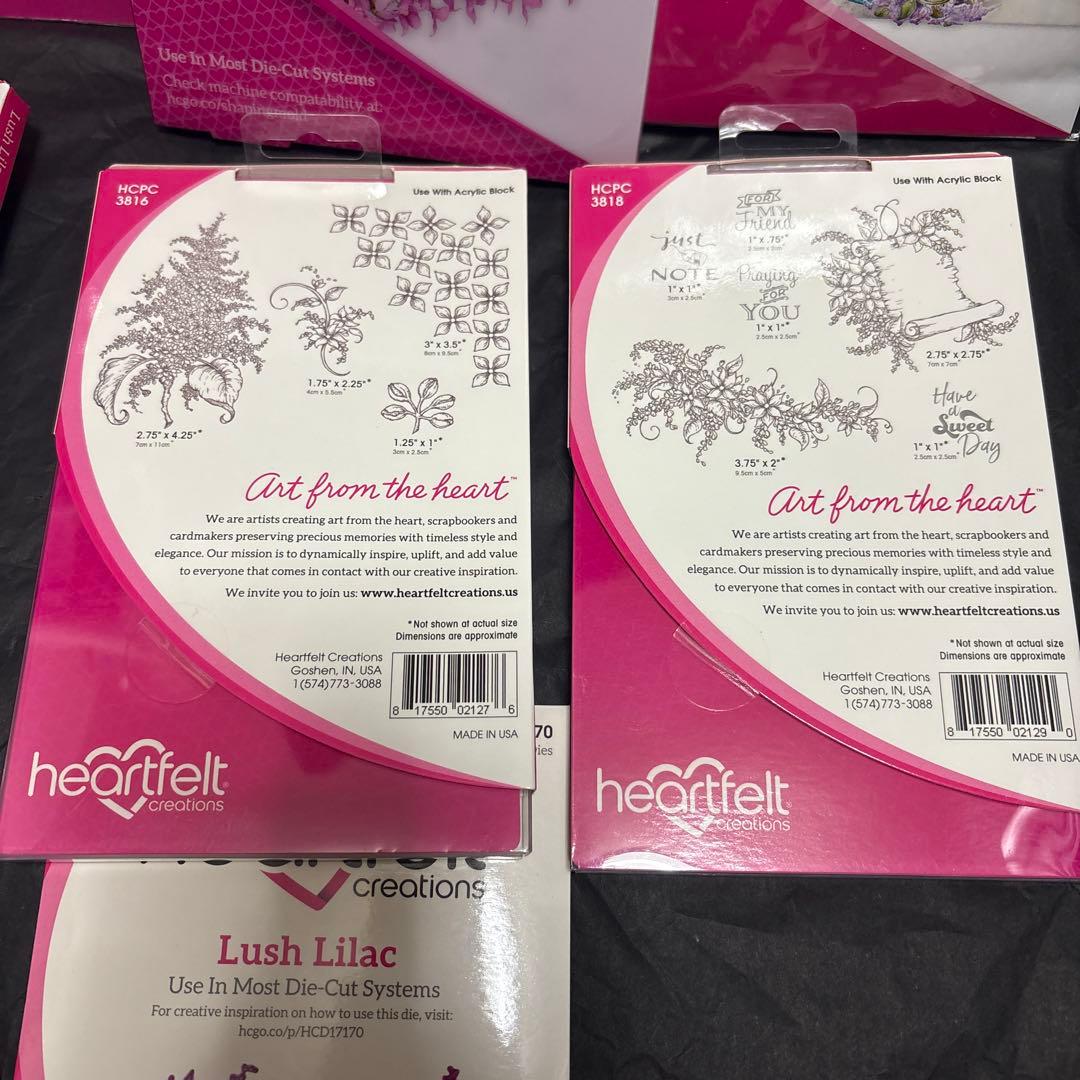 Use In Most Die-Cut Systems
Check machine compatability at:
hcgo.co/shapingmold
Lush Lil
HCPC
3816
Use With Acrylic Block
3" x 3.5"*
8cm x 9.5cm
1.75" x 2.25"*
4cm x 5.5cm
2.75" x 4.25"*
7cm x 11cm
1.25" x 1"*
3cm x 2.5cm
Art from the heart™
We are artists creating art from the heart, scrapbookers and
cardmakers preserving precious memories with timeless style and
elegance. Our mission is to dynamically inspire, uplift, and add value
to everyone that comes in contact with our creative inspiration.
We invite you to join us: www.heartfeltcreations.us
*Not shown at actual size
Dimensions are approximate
Heartfelt Creations
Goshen, IN, USA
1(574)773-3088
8 17550 02127 6
MADE IN USA
heartfelt®
creations
HCPC
3818
Use With Acrylic Block
FOR
MY
Friend
1" x .75"*
2.5cm x 2cm
just
a
NOTE
1" x 1"*
3cm x 2.5cm
Praying
FOR
YOU
1" x 1"*
2.5cm x 2.5cm
2.75" x 2.75"*
7cm x 7cm
3.75" x 2"*
9.5cm x 5cm
Have
a
Sweet
Day
1" x 1"*
2.5cm x 2.5cm
Art from the heart™
We are artists creating art from the heart, scrapbookers and
cardmakers preserving precious memories with timeless style and
elegance. Our mission is to dynamically inspire, uplift, and add value
to everyone that comes in contact with our creative inspiration.
We invite you to join us: www.heartfeltcreations.us
*Not shown at actual size
Dimensions are approximate
Heartfelt Creations
Goshen, IN, USA
1(574)773-3088
8 17550 02129 0
MADE IN USA
heartfelt
creations
70
ies
creations
Lush Lilac
Use In Most Die-Cut Systems
For creative inspiration on how to use this die, visit:
hcgo.co/p/HCD17170